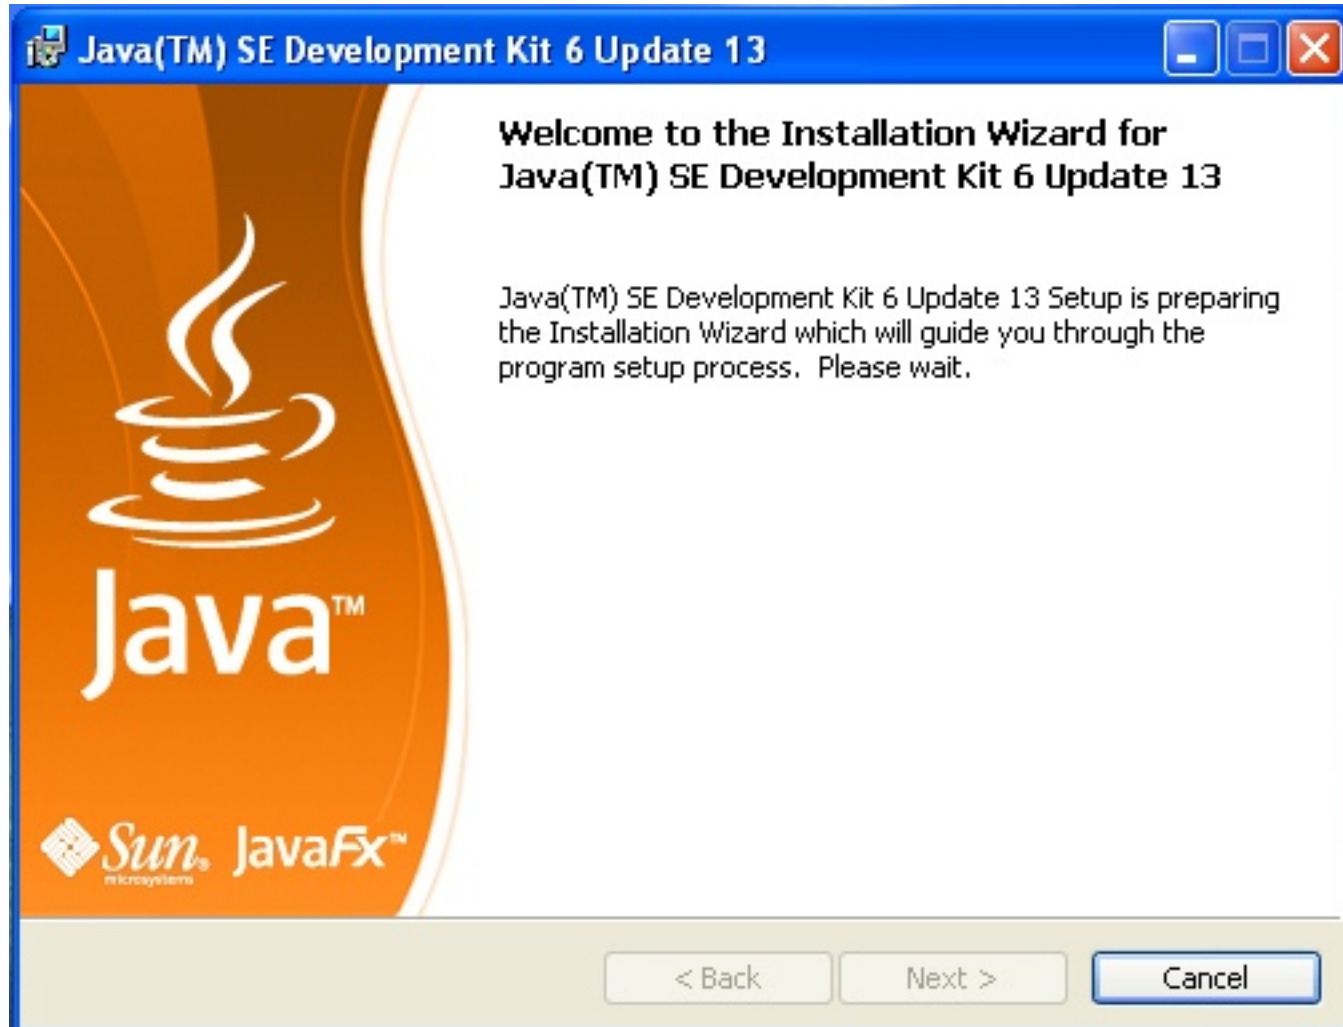 Java(TM) SE Development Kit 6 Update 13
Welcome to the Installation Wizard for
Java(TM) SE Development Kit 6 Update 13
Java(TM) SE Development Kit 6 Update 13 Setup is preparing
the Installation Wizard which will guide you through the
program setup process.  Please wait.
Java™
Sun® JavaFX™
microsystems
< Back Next > Cancel